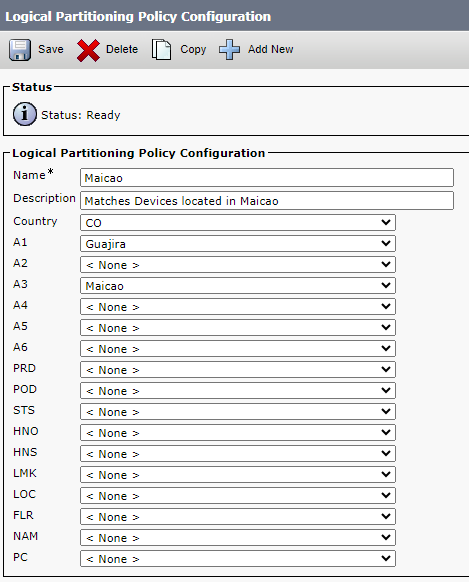 Logical Partitioning Policy Configuration
Save Delete Copy Add New
Status
i Status: Ready
Logical Partitioning Policy Configuration
Name* Maicao
Description Matches Devices located in Maicao
Country CO
A1 Guajira
A2 < None >
A3 Maicao
A4 < None >
A5 < None >
A6 < None >
PRD < None >
POD < None >
STS < None >
HNO < None >
HNS < None >
LMK < None >
LOC < None >
FLR < None >
NAM < None >
PC < None >